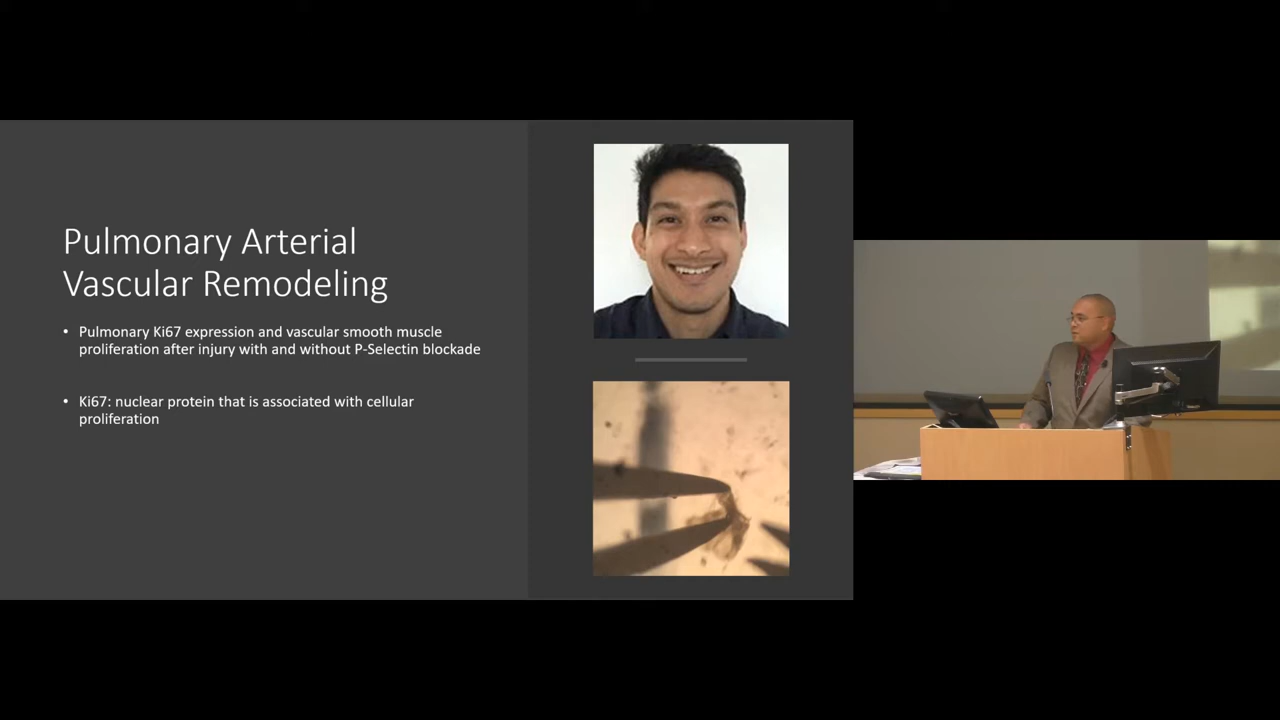 Pulmonary Arterial
Vascular Remodeling
• Pulmonary Ki67 expression and vascular smooth muscle
proliferation after injury with and without P-Selectin blockade
• Ki67: nuclear protein that is associated with cellular
proliferation